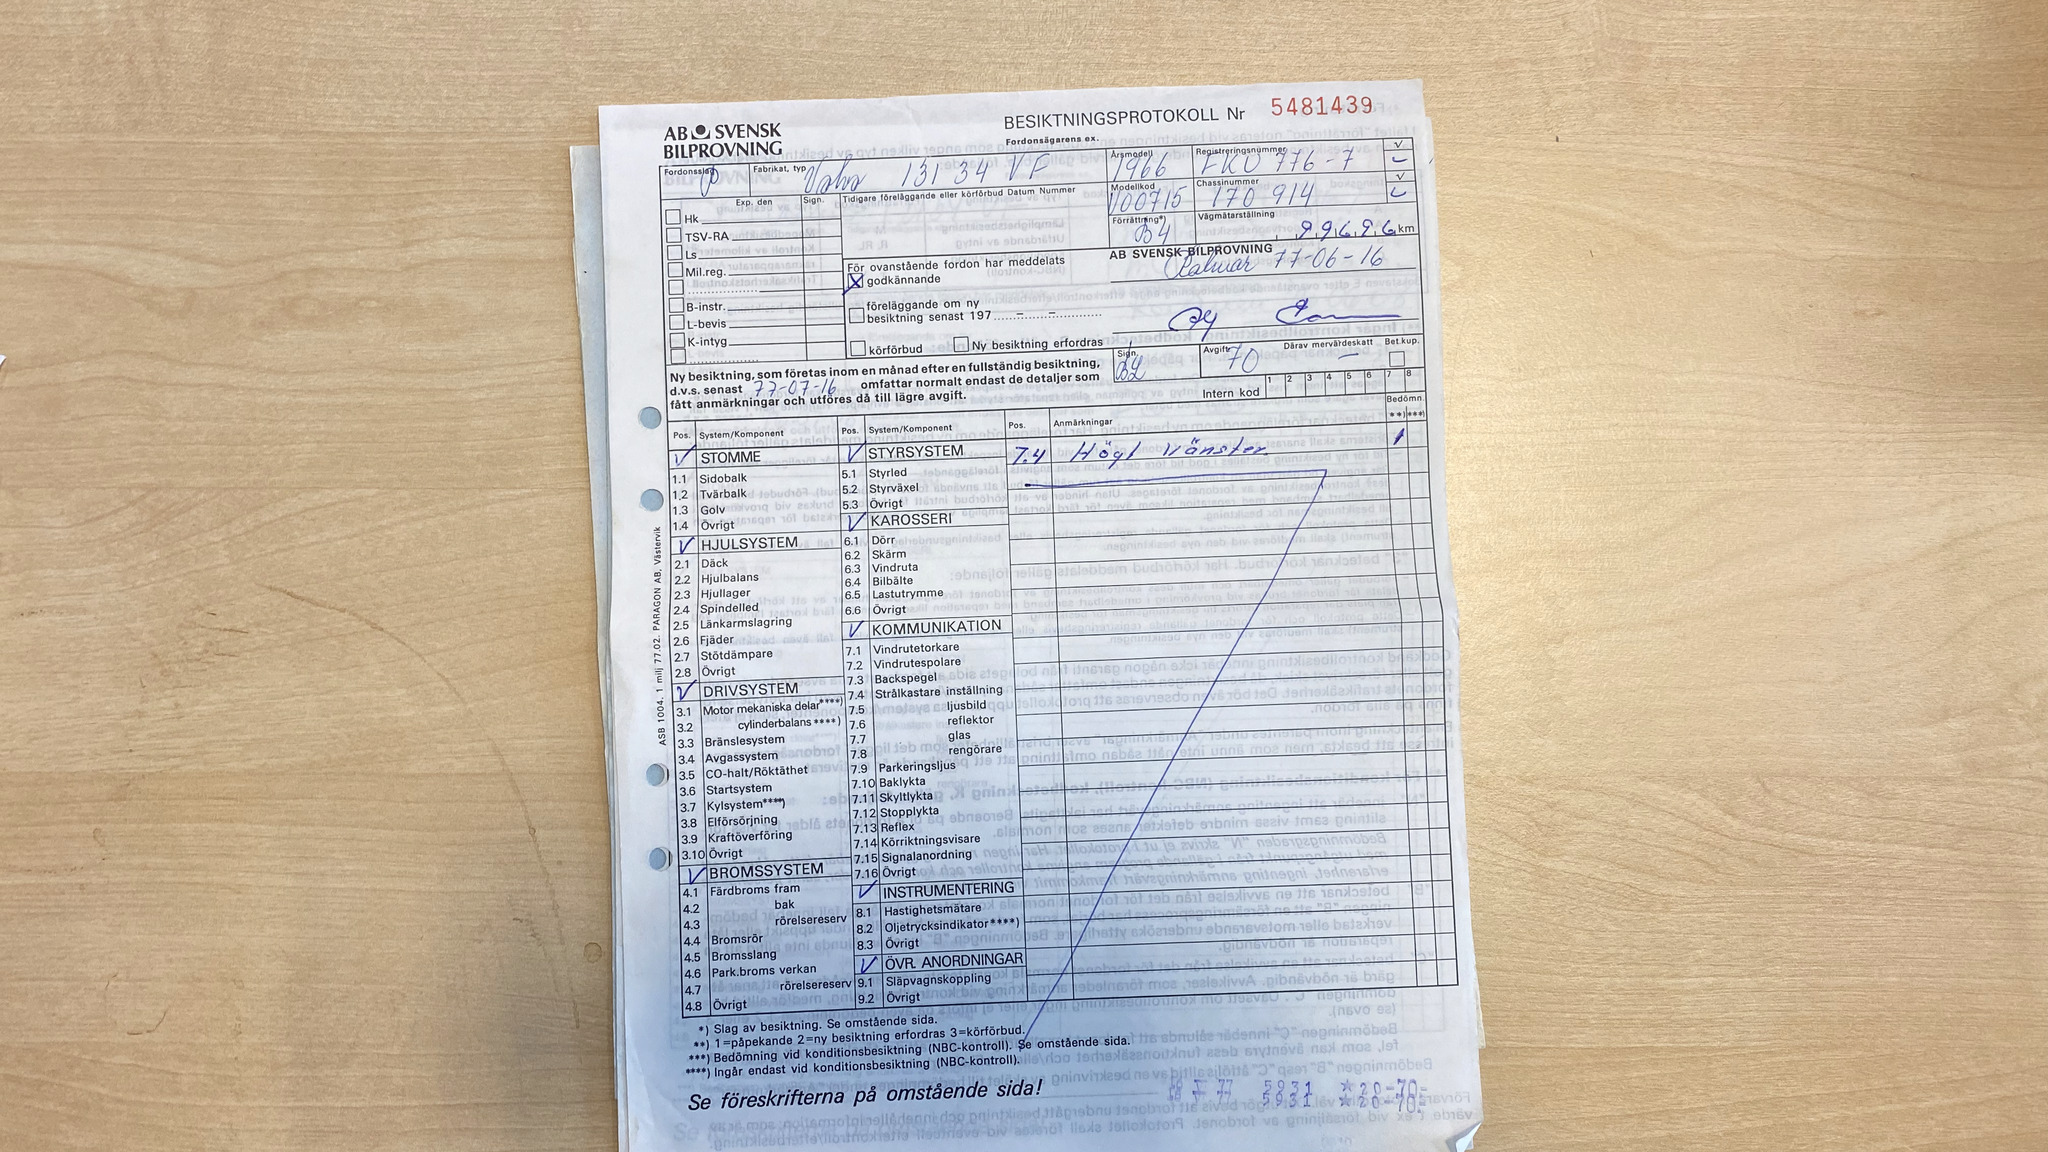 AB SVENSK
BILPROVNING
BESIKTNINGSPROTOKOLL Nr 5481439
Fordonsägarens ex.
Fordonsslag P
Fabrikat, typ Volvo 131 34 VF
Årsmodell 1966
Registreringsnummer 776-7
Modellkod 100715
Chassinummer 170 914
Exp. den Sign.
Tidigare föreläggande eller körförbud Datum Nummer
Förrättning*) B4
Vägmätarställning 99696 km
Hk
TSV-RA
Ls
Mil.reg.
B-instr.
L-bevis
K-intyg
För ovanstående fordon har meddelats
X godkännande
föreläggande om ny
besiktning senast 197 - -
körförbud Ny besiktning erfordras
AB SVENSK BILPROVNING
Kalmar 77-06-16
Sign.
Avgift 70
Därav mervärdeskatt —
Bet.kup.
Intern kod 1 2 3 4 5 6 7 8
Ny besiktning, som företas inom en månad efter en fullständig besiktning,
d.v.s. senast 77-07-16 omfattar normalt endast de detaljer som
fått anmärkningar och utföres då till lägre avgift.
Pos. System/Komponent Pos. System/Komponent Pos. Anmärkningar Bedömn. **) ***)
7.4 Högt vänster 1
STOMME
1.1 Sidobalk
1.2 Tvärbalk
1.3 Golv
1.4 Övrigt
HJULSYSTEM
2.1 Däck
2.2 Hjulbalans
2.3 Hjullager
2.4 Spindelled
2.5 Länkarmslagring
2.6 Fjäder
2.7 Stötdämpare
2.8 Övrigt
DRIVSYSTEM
3.1 Motor mekaniska delar****)
3.2 cylinderbalans****)
3.3 Bränslesystem
3.4 Avgassystem
3.5 CO-halt/Röktäthet
3.6 Startsystem
3.7 Kylsystem****)
3.8 Elförsörjning
3.9 Kraftöverföring
3.10 Övrigt
BROMSSYSTEM
4.1 Färdbroms fram
4.2 bak
4.3 rörelsereserv
4.4 Bromsrör
4.5 Bromsslang
4.6 Park.broms verkan
4.7 rörelsereserv
4.8 Övrigt
STYRSYSTEM
5.1 Styrled
5.2 Styrväxel
5.3 Övrigt
KAROSSERI
6.1 Dörr
6.2 Skärm
6.3 Vindruta
6.4 Bilbälte
6.5 Lastutrymme
6.6 Övrigt
KOMMUNIKATION
7.1 Vindrutetorkare
7.2 Vindrutespolare
7.3 Backspegel
7.4 Strålkastare inställning
7.5 ljusbild
7.6 reflektor
7.7 glas
7.8 rengörare
7.9 Parkeringsljus
7.10 Baklykta
7.11 Skyltlykta
7.12 Stopplykta
7.13 Reflex
7.14 Körriktningsvisare
7.15 Signalanordning
7.16 Övrigt
INSTRUMENTERING
8.1 Hastighetsmätare
8.2 Oljetrycksindikator****)
8.3 Övrigt
ÖVR. ANORDNINGAR
9.1 Släpvagnskoppling
9.2 Övrigt
ASB 1004. 1 milj 77.02. PARAGON AB, Västervik
*) Slag av besiktning. Se omstående sida.
**) 1=påpekande 2=ny besiktning erfordras 3=körförbud.
***) Bedömning vid konditionsbesiktning (NBC-kontroll). Se omstående sida.
****) Ingår endast vid konditionsbesiktning (NBC-kontroll).
Se föreskrifterna på omstående sida!
5931 *20-70-
5931 *20-70-